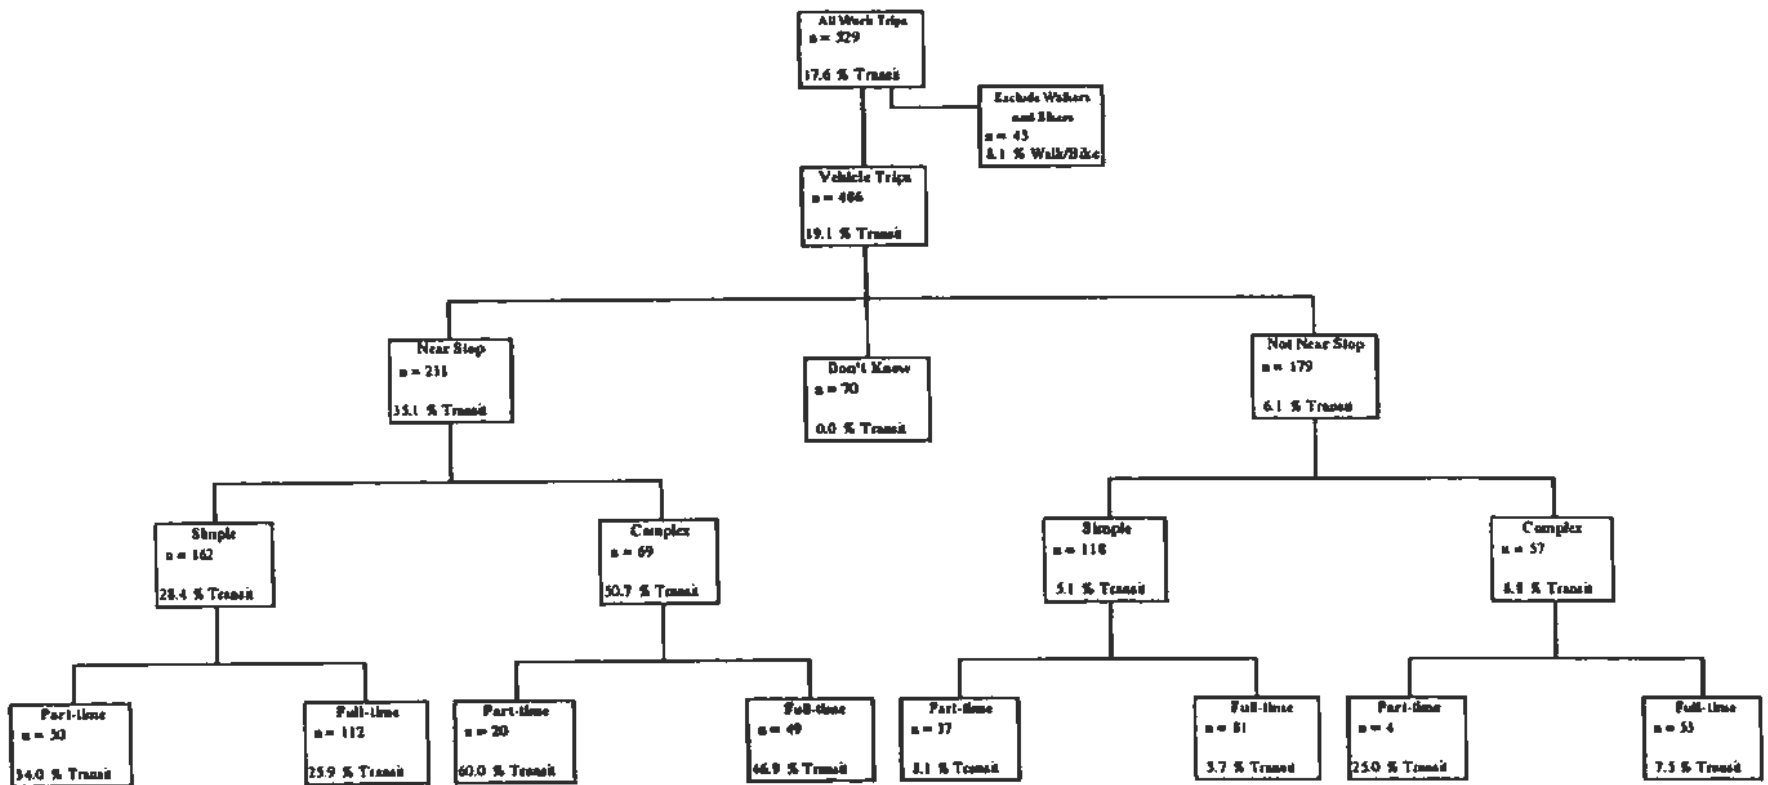 All Work Trips
n = 529
17.6 % Transit
Exclude Walkers
and Bikers
n = 43
8.1 % Walk/Bike
Vehicle Trips
n = 486
19.1 % Transit
Near Stop
n = 231
35.1 % Transit
Don't Know
n = 70
0.0 % Transit
Not Near Stop
n = 179
6.1 % Transit
Simple
n = 162
28.4 % Transit
Complex
n = 69
50.7 % Transit
Simple
n = 118
5.1 % Transit
Complex
n = 57
8.8 % Transit
Part-time
n = 50
34.0 % Transit
Full-time
n = 112
25.9 % Transit
Part-time
n = 20
60.0 % Transit
Full-time
n = 49
46.9 % Transit
Part-time
n = 37
8.1 % Transit
Full-time
n = 81
3.7 % Transit
Part-time
n = 4
25.0 % Transit
Full-time
n = 53
7.5 % Transit